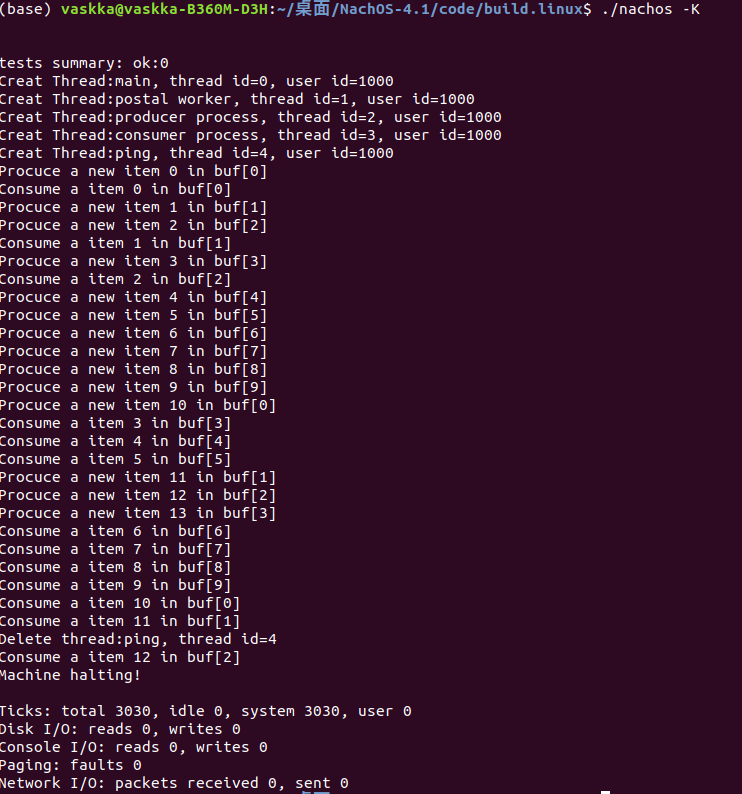 (base) vaskka@vaskka-B360M-D3H:~/桌面/NachOS-4.1/code/build.linux$ ./nachos -K
tests summary: ok:0
Creat Thread:main, thread id=0, user id=1000
Creat Thread:postal worker, thread id=1, user id=1000
Creat Thread:producer process, thread id=2, user id=1000
Creat Thread:consumer process, thread id=3, user id=1000
Creat Thread:ping, thread id=4, user id=1000
Procuce a new item 0 in buf[0]
Consume a item 0 in buf[0]
Procuce a new item 1 in buf[1]
Procuce a new item 2 in buf[2]
Consume a item 1 in buf[1]
Procuce a new item 3 in buf[3]
Consume a item 2 in buf[2]
Procuce a new item 4 in buf[4]
Procuce a new item 5 in buf[5]
Procuce a new item 6 in buf[6]
Procuce a new item 7 in buf[7]
Procuce a new item 8 in buf[8]
Procuce a new item 9 in buf[9]
Procuce a new item 10 in buf[0]
Consume a item 3 in buf[3]
Consume a item 4 in buf[4]
Consume a item 5 in buf[5]
Procuce a new item 11 in buf[1]
Procuce a new item 12 in buf[2]
Procuce a new item 13 in buf[3]
Consume a item 6 in buf[6]
Consume a item 7 in buf[7]
Consume a item 8 in buf[8]
Consume a item 9 in buf[9]
Consume a item 10 in buf[0]
Consume a item 11 in buf[1]
Delete thread:ping, thread id=4
Consume a item 12 in buf[2]
Machine halting!
Ticks: total 3030, idle 0, system 3030, user 0
Disk I/O: reads 0, writes 0
Console I/O: reads 0, writes 0
Paging: faults 0
Network I/O: packets received 0, sent 0